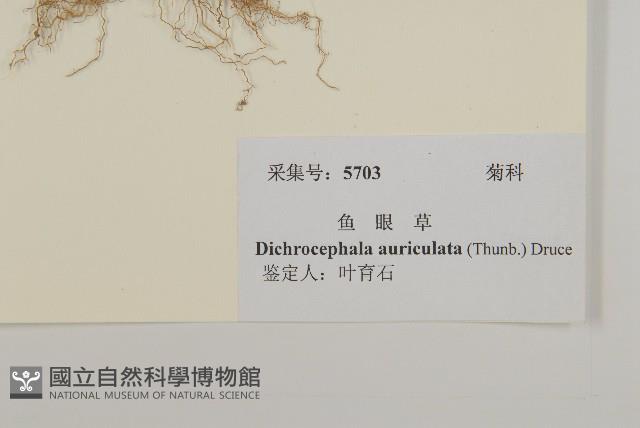 采集号：5703 菊科
鱼 眼 草
Dichrocephala auriculata (Thunb.) Druce
鉴定人：叶育石
國立自然科學博物館
NATIONAL MUSEUM OF NATURAL SCIENCE